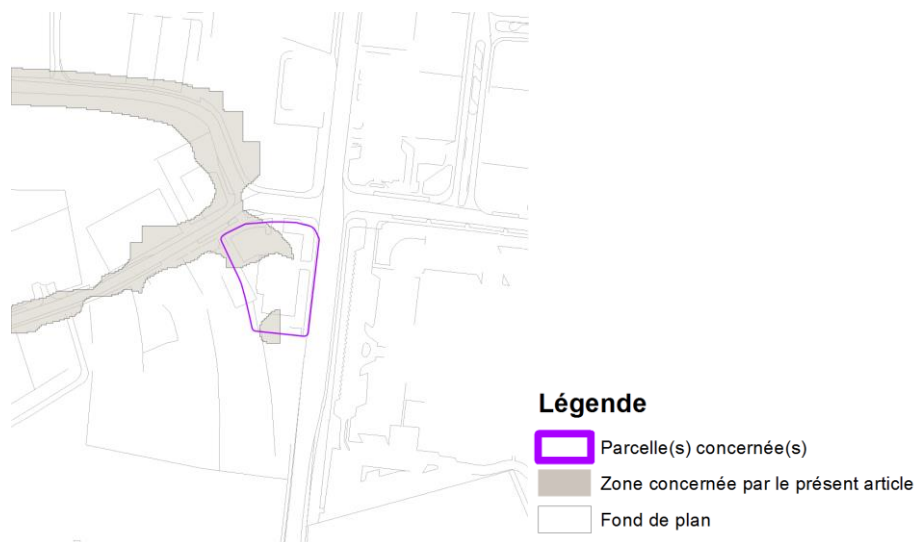 Légende
Parcelle(s) concernée(s)
Zone concernée par le présent article
Fond de plan